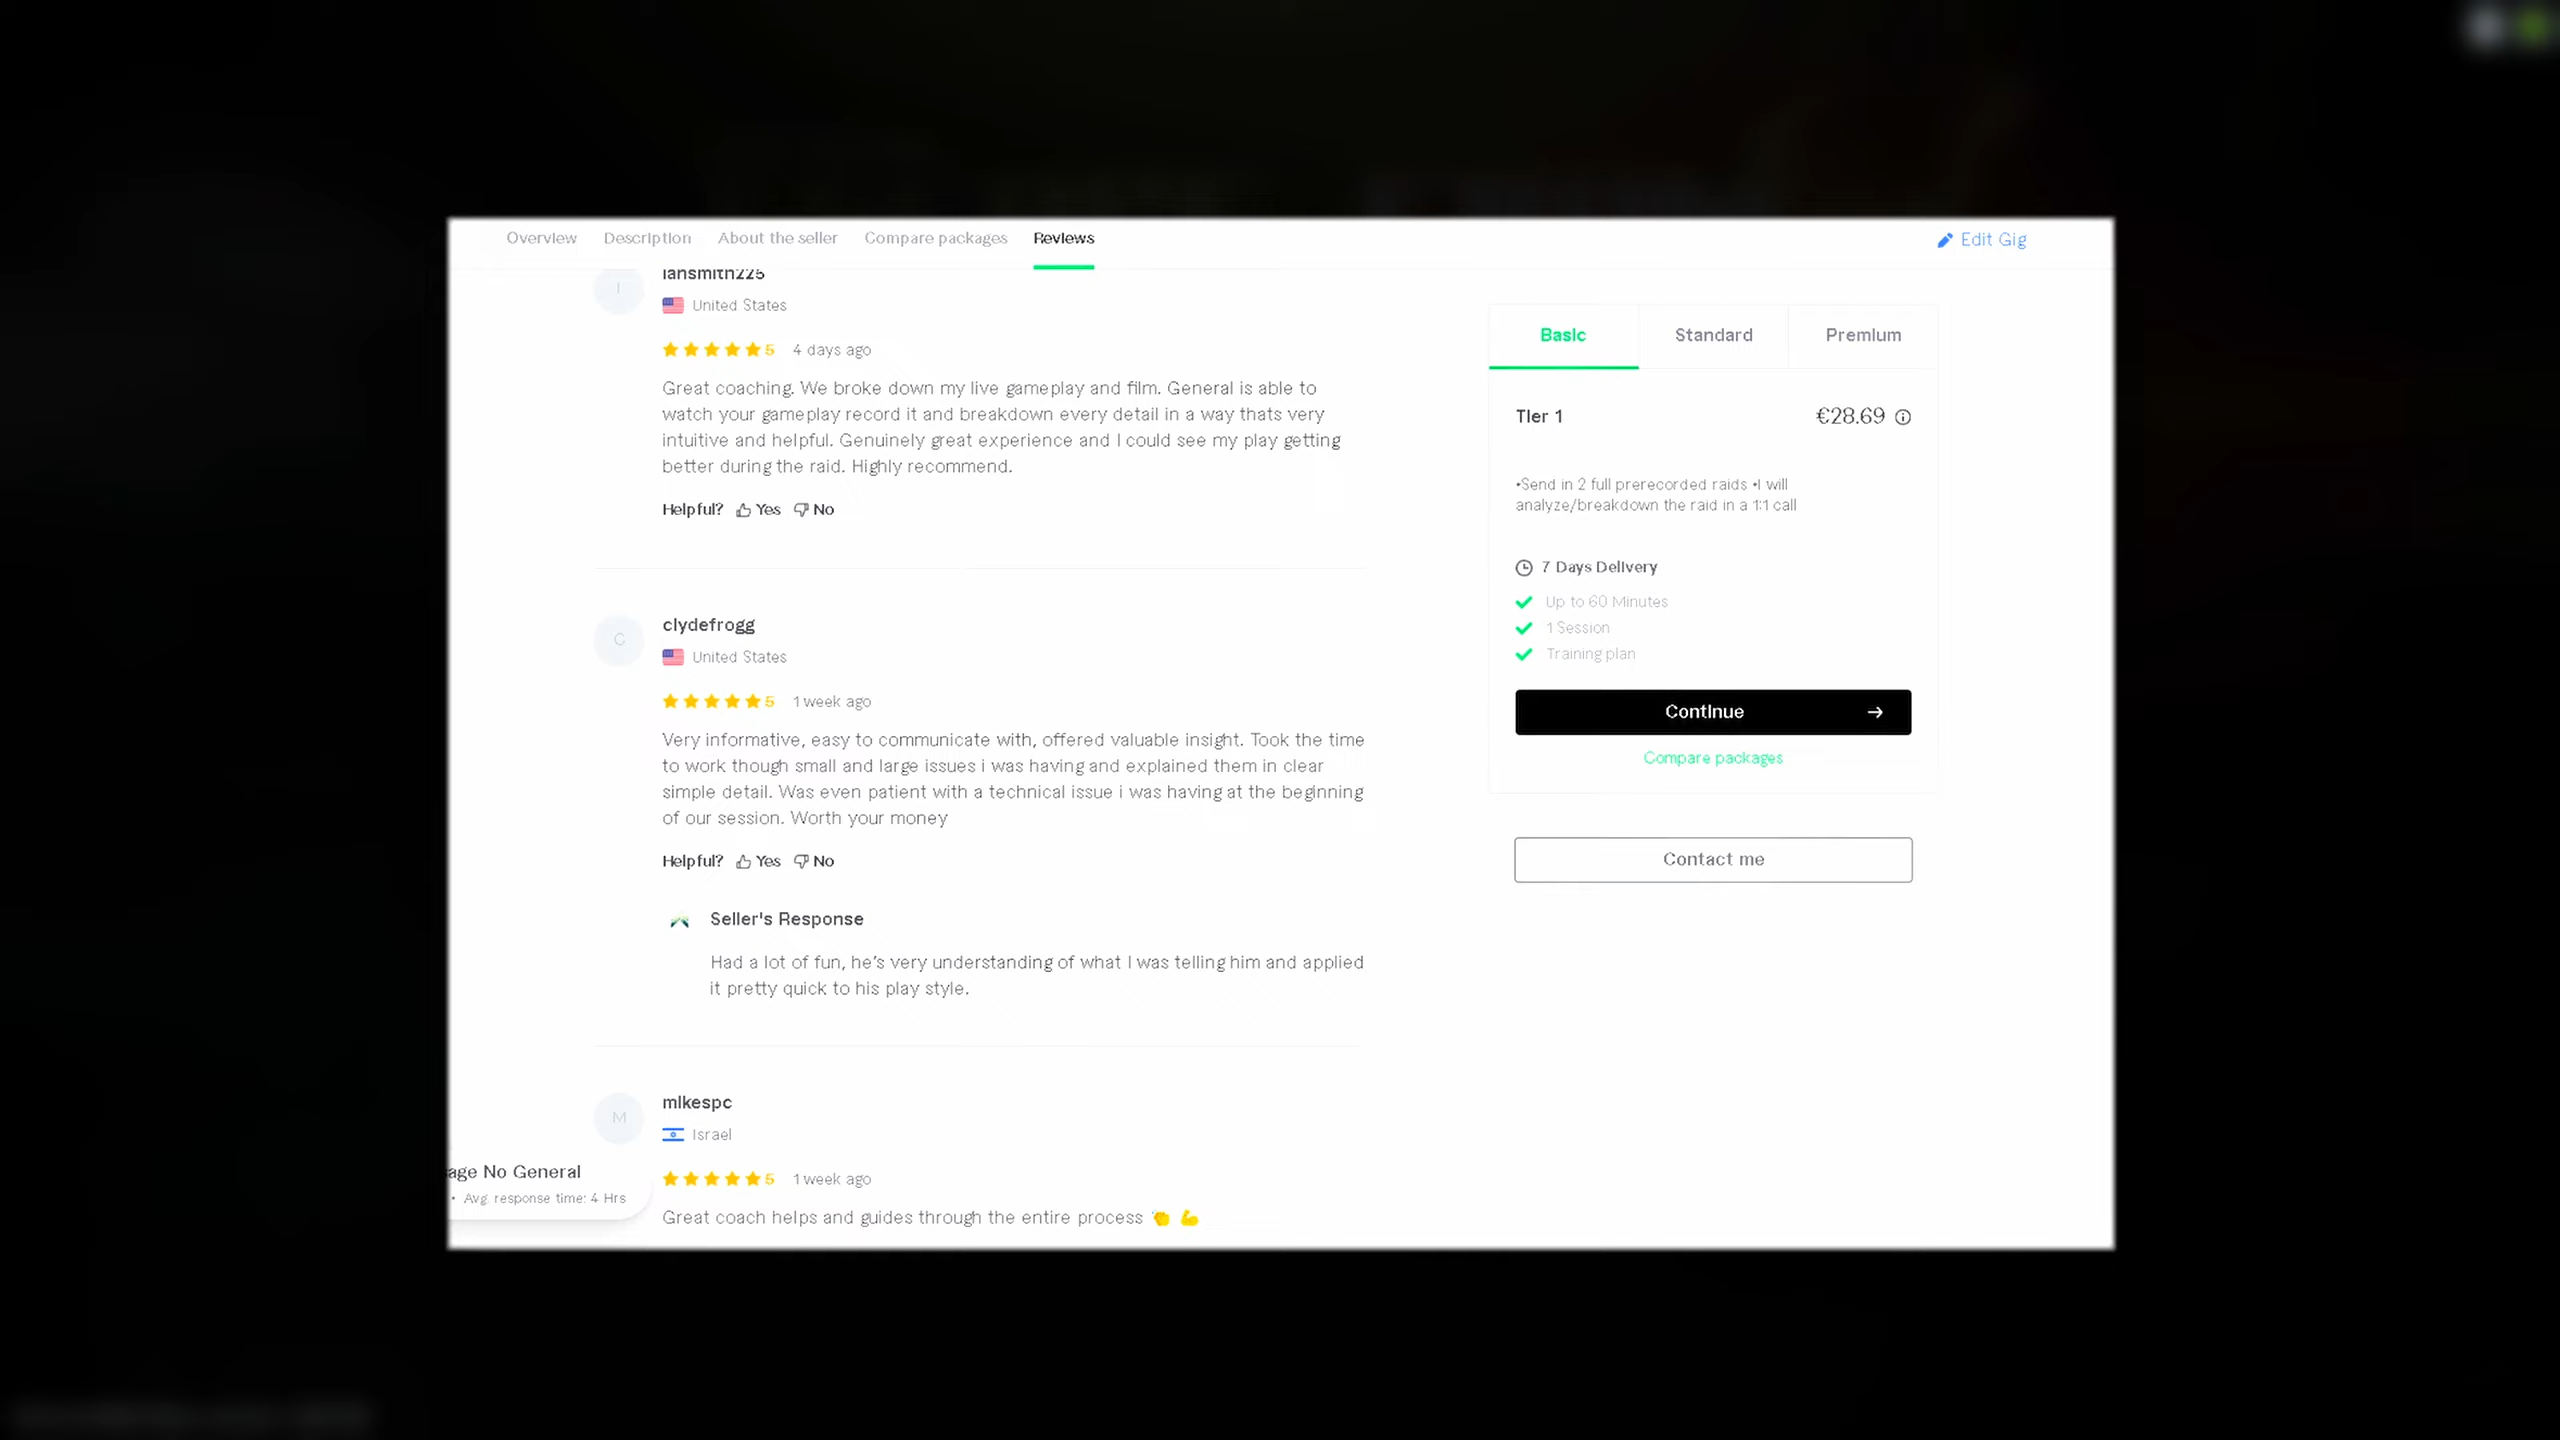 Overview Description About the seller Compare packages Reviews
Edit Gig
I
iansmith225
United States
5 4 days ago
Great coaching. We broke down my live gameplay and film. General is able to
watch your gameplay record it and breakdown every detail in a way thats very
intuitive and helpful. Genuinely great experience and I could see my play getting
better during the raid. Highly recommend.
Helpful? Yes No
C
clydefrogg
United States
5 1 week ago
Very informative, easy to communicate with, offered valuable insight. Took the time
to work though small and large issues i was having and explained them in clear
simple detail. Was even patient with a technical issue i was having at the beginning
of our session. Worth your money
Helpful? Yes No
Seller's Response
Had a lot of fun, he's very understanding of what I was telling him and applied
it pretty quick to his play style.
M
mikespc
Israel
5 1 week ago
Great coach helps and guides through the entire process 👏 💪
age No General
• Avg. response time: 4 Hrs
Basic Standard Premium
Tier 1 €28.69
•Send in 2 full prerecorded raids •I will
analyze/breakdown the raid in a 1:1 call
7 Days Delivery
Up to 60 Minutes
1 Session
Training plan
Continue →
Compare packages
Contact me